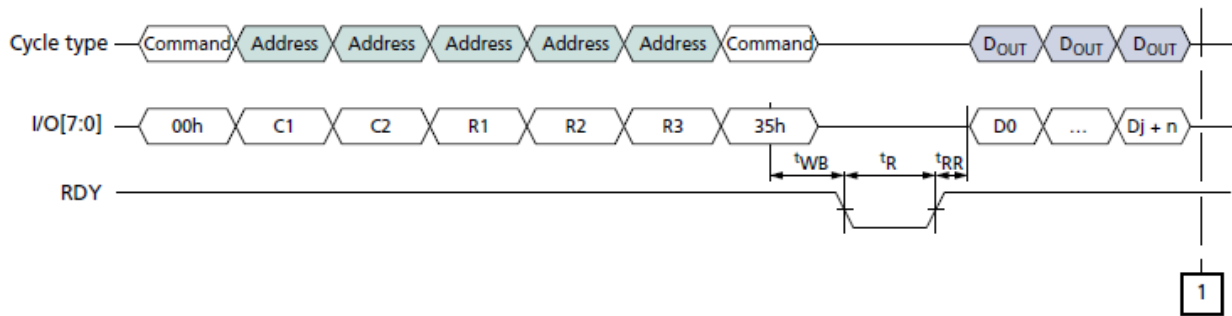 Cycle type Command Address Address Address Address Address Command DOUT DOUT DOUT
I/O[7:0] 00h C1 C2 R1 R2 R3 35h D0 ... Dj + n
tWB tR tRR
RDY
1